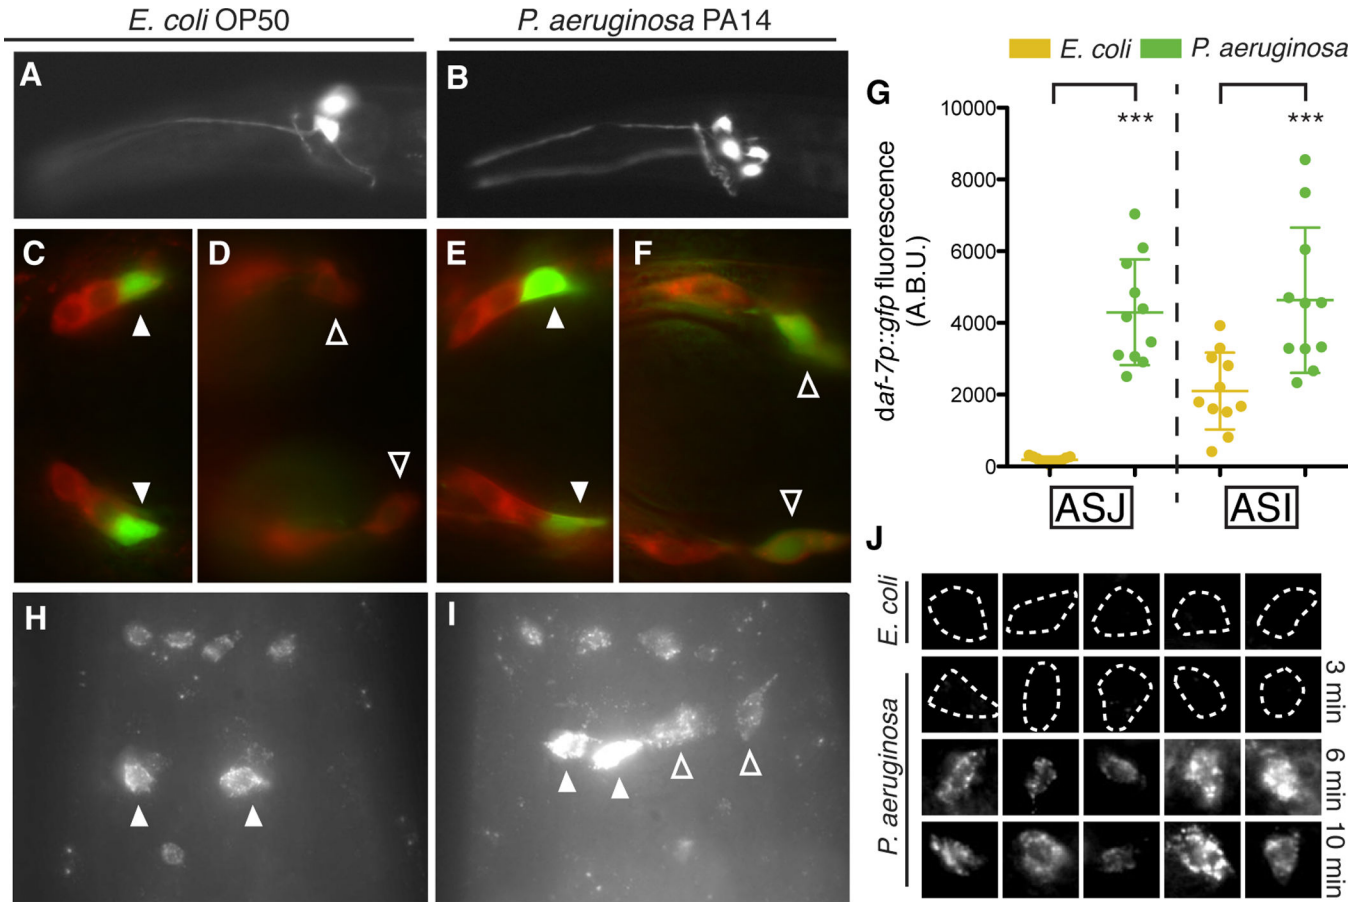 E. coli OP50
P. aeruginosa PA14
A
B
C
D
E
F
H
I
E. coli P. aeruginosa
G
daf-7p::gfp fluorescence
(A.B.U.)
10000
8000
6000
4000
2000
0
***
***
ASJ
ASI
J
E. coli
P. aeruginosa
3 min
6 min
10 min